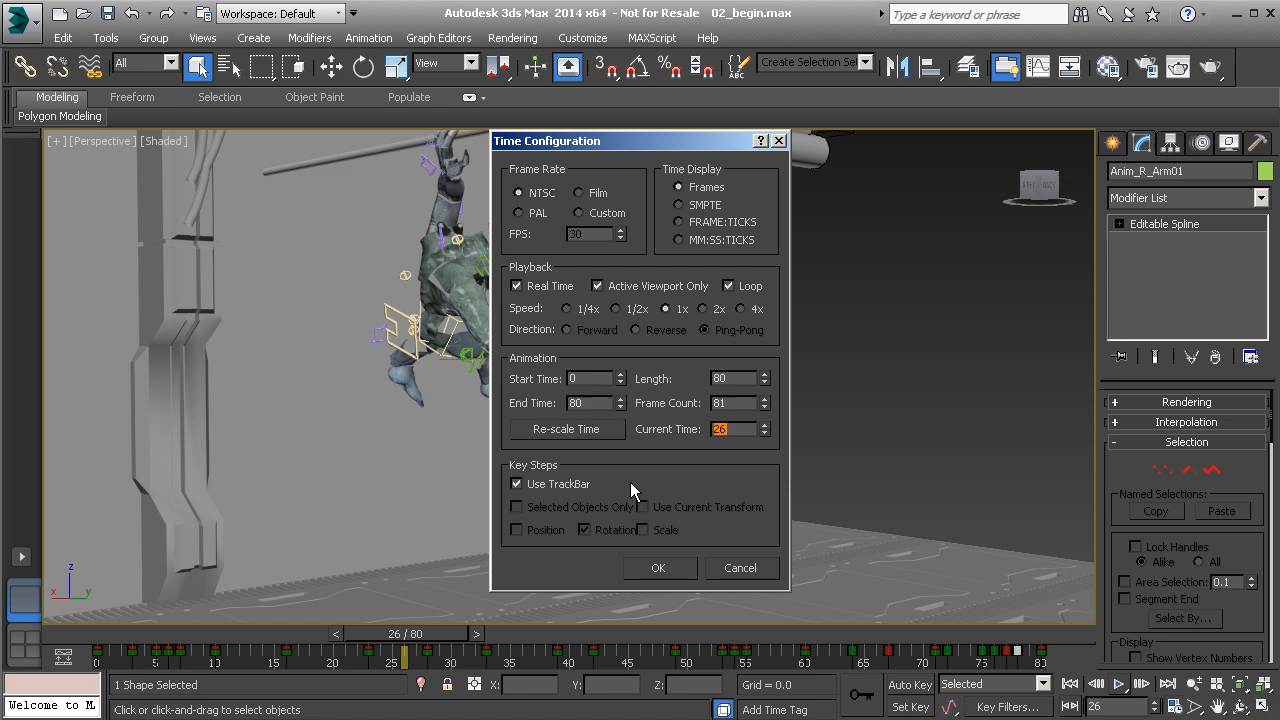 Workspace: Default
Autodesk 3ds Max 2014 x64 - Not for Resale 02_begin.max
Type a keyword or phrase
File Edit Tools Group Views Create Modifiers Animation Graph Editors Rendering Customize MAXScript Help
All
View
Create Selection Se
Modeling Freeform Selection Object Paint Populate
Polygon Modeling
[+] [Perspective] [Shaded]
Time Configuration
Frame Rate
NTSC Film
PAL Custom
FPS: 30
Time Display
Frames
SMPTE
FRAME:TICKS
MM:SS:TICKS
Playback
Real Time Active Viewport Only Loop
Speed: 1/4x 1/2x 1x 2x 4x
Direction: Forward Reverse Ping-Pong
Animation
Start Time: 0 Length: 80
End Time: 80 Frame Count: 81
Re-scale Time Current Time: 26
Key Steps
Use TrackBar
Selected Objects Only Use Current Transform
Position Rotation Scale
OK Cancel
Anim_R_Arm01
Modifier List
Editable Spline
+ Rendering
+ Interpolation
- Selection
Named Selections:
Copy Paste
Lock Handles
Alike All
Area Selection: 0.1
Segment End
Select By...
Display
Show Vertex Numbers
z
x y
< 26 / 80 >
0 5 10 15 20 25 30 35 40 45 50 55 60 65 70 75 80
1 Shape Selected
X: Y: Z: Grid = 0.0
Auto Key Selected
Welcome to M
Click or click-and-drag to select objects
Add Time Tag
Set Key Key Filters... 26